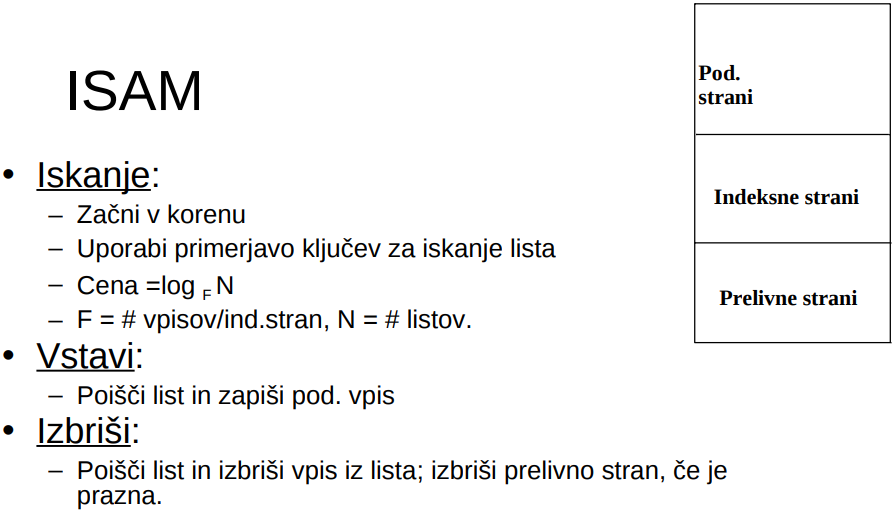 ISAM
• Iskanje:
– Začni v korenu
– Uporabi primerjavo ključev za iskanje lista
– Cena =log F N
– F = # vpisov/ind.stran, N = # listov.
• Vstavi:
– Poišči list in zapiši pod. vpis
• Izbriši:
– Poišči list in izbriši vpis iz lista; izbriši prelivno stran, če je
prazna.
Pod.
strani
Indeksne strani
Prelivne strani